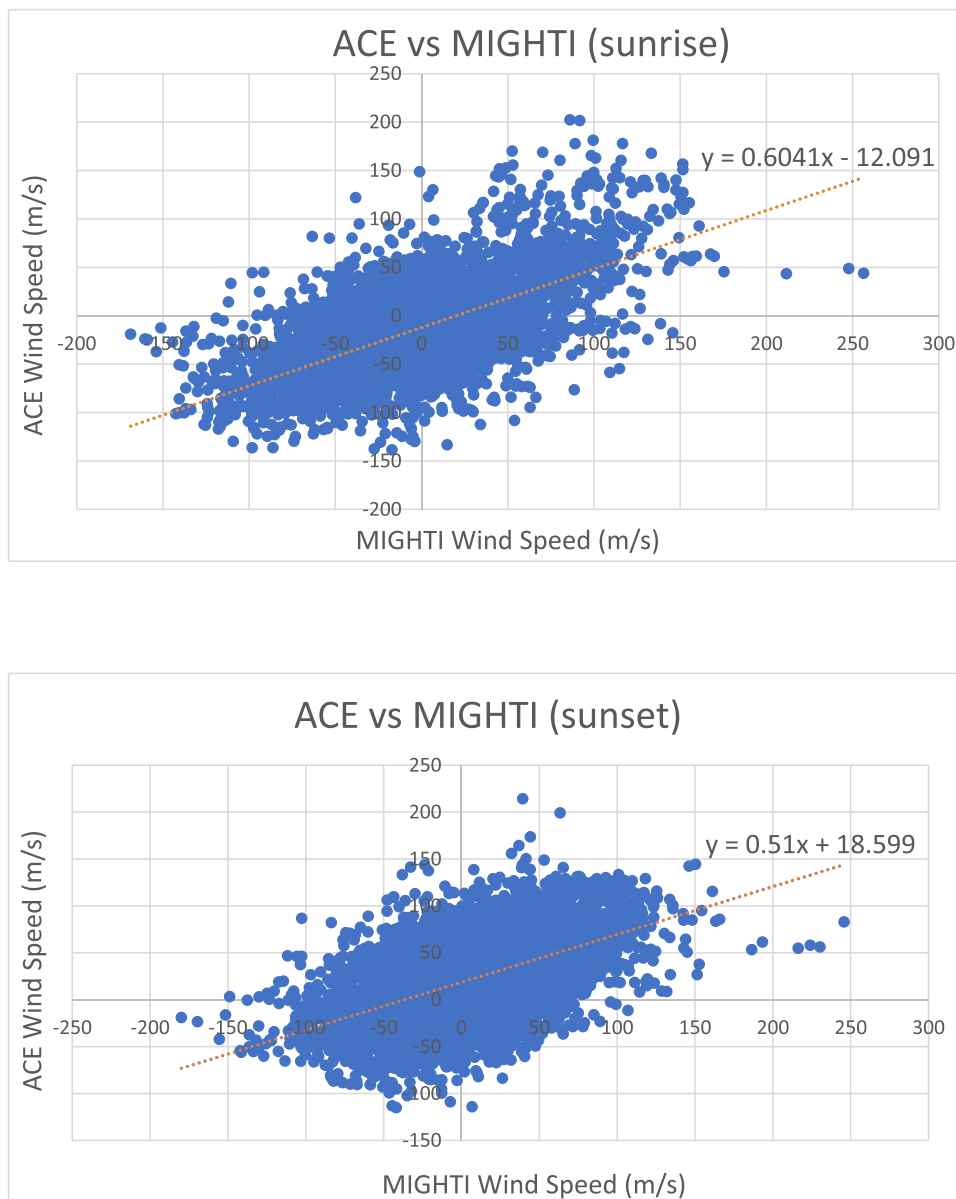 ACE vs MIGHTI (sunrise)
250
200
150
y = 0.6041x - 12.091
100
50
0
-200 -150 -100 -50 0 50 100 150 200 250 300
-50
-100
-150
-200
ACE Wind Speed (m/s)
MIGHTI Wind Speed (m/s)
ACE vs MIGHTI (sunset)
250
200
150
y = 0.51x + 18.599
100
50
0
-250 -200 -150 -100 -50 0 50 100 150 200 250 300
-50
-100
-150
ACE Wind Speed (m/s)
MIGHTI Wind Speed (m/s)